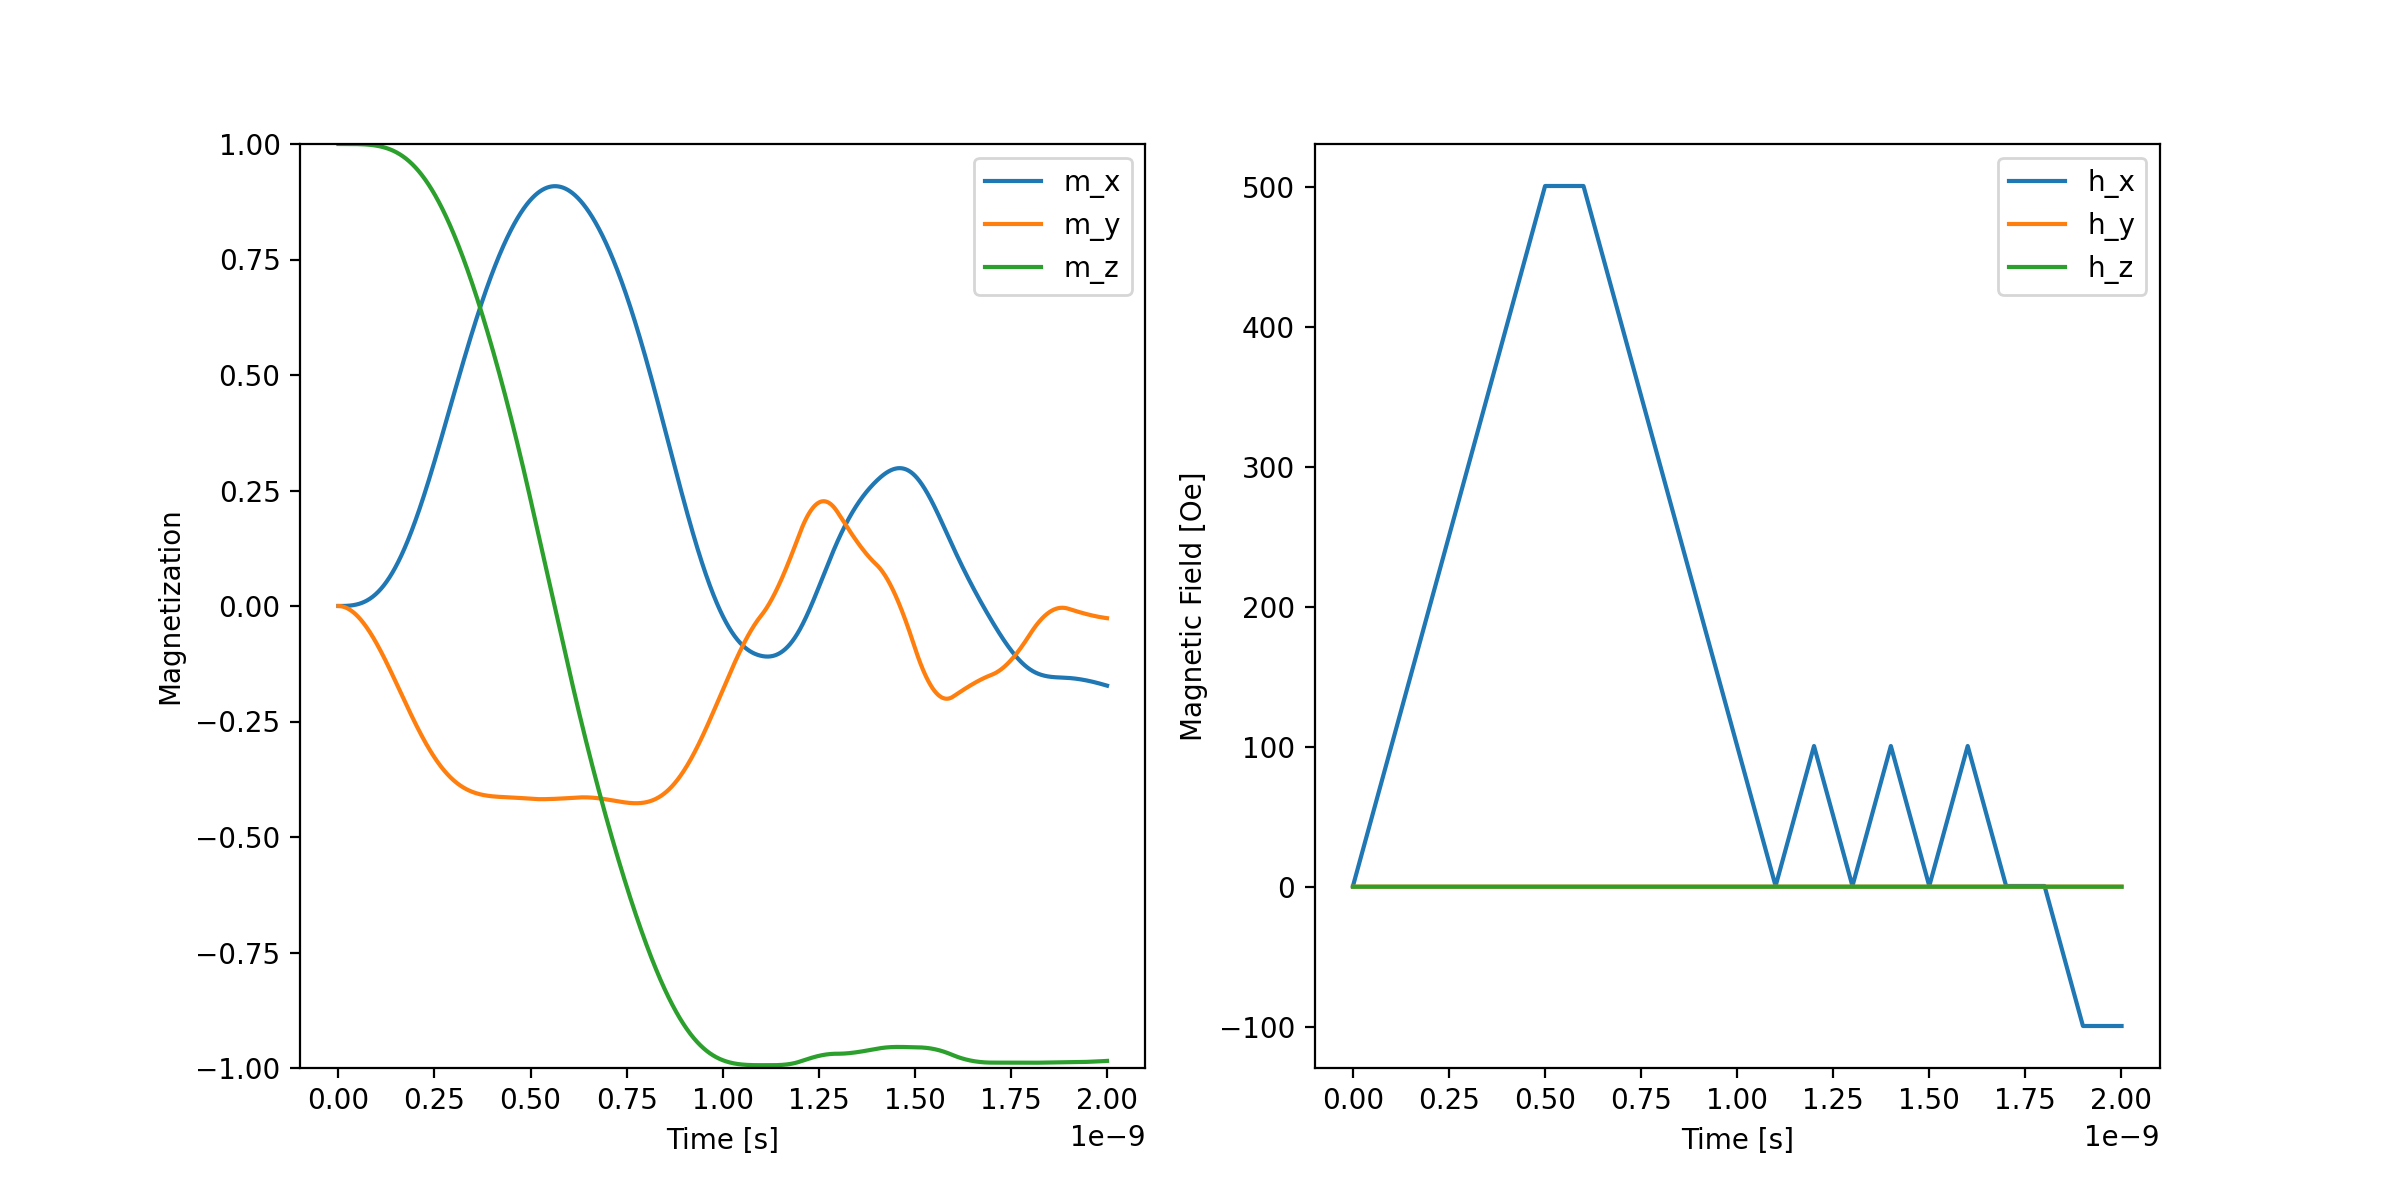 Magnetization
1.00
0.75
0.50
0.25
0.00
−0.25
−0.50
−0.75
−1.00
m_x
m_y
m_z
0.00 0.25 0.50 0.75 1.00 1.25 1.50 1.75 2.00
Time [s]
1e−9
Magnetic Field [Oe]
500
400
300
200
100
0
−100
h_x
h_y
h_z
0.00 0.25 0.50 0.75 1.00 1.25 1.50 1.75 2.00
Time [s]
1e−9